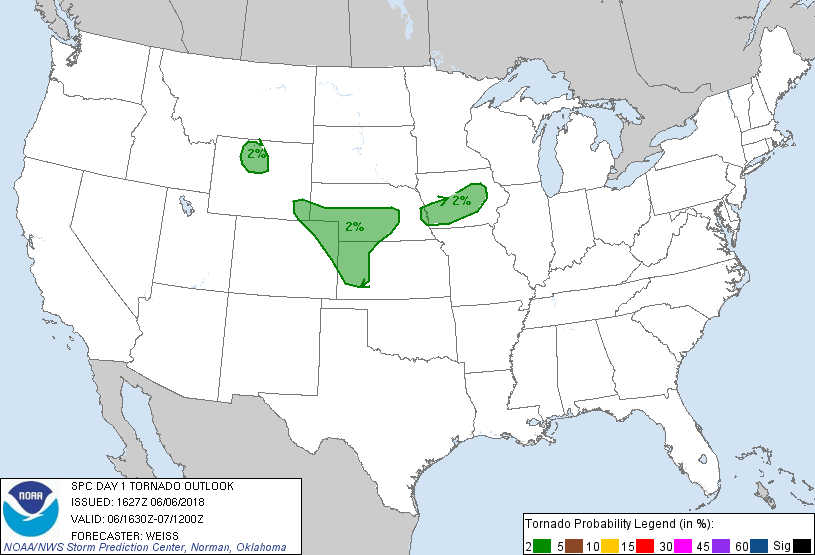 2%
2%
2%
NOAA
SPC DAY 1 TORNADO OUTLOOK
ISSUED: 1627Z 06/06/2018
VALID: 06/1630Z-07/1200Z
FORECASTER: WEISS
NOAA/NWS Storm Prediction Center, Norman, Oklahoma
Tornado Probability Legend (in %):
2 5 10 15 30 45 60 Sig